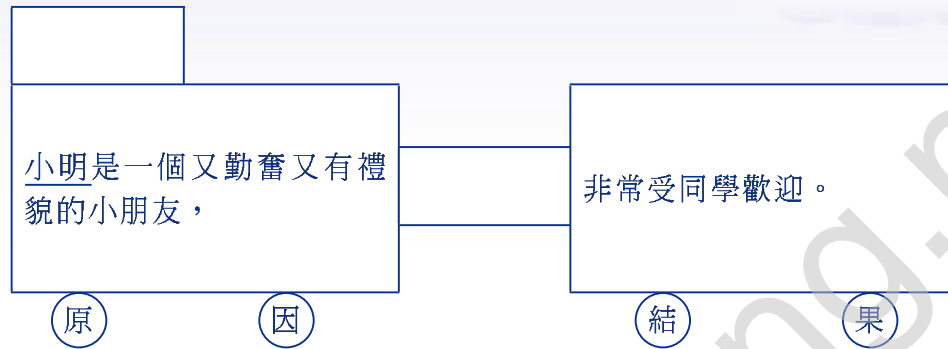 小明是一個又勤奮又有禮
貌的小朋友，
非常受同學歡迎。
原 因 結 果